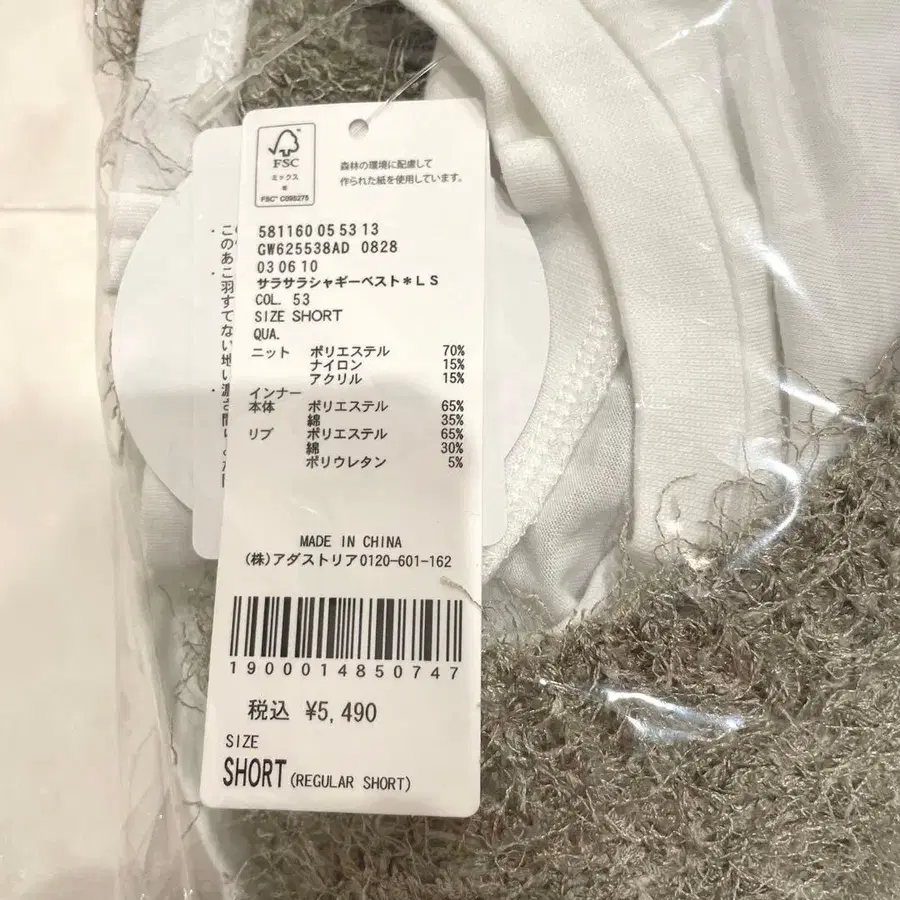 FSC
ミックス
紙
FSC® C095275
森林の環境に配慮して
作られた紙を使用しています。
581160 05 53 13
GW625538AD 0828
03 06 10
サラサラシャギーベスト*LS
COL. 53
SIZE SHORT
QUA.
ニット ポリエステル 70%
ナイロン 15%
アクリル 15%
インナー
本体 ポリエステル 65%
綿 35%
リブ ポリエステル 65%
綿 30%
ポリウレタン 5%
MADE IN CHINA
(株)アダストリア0120-601-162
1900014850747
税込 ¥5,490
SIZE
SHORT (REGULAR SHORT)